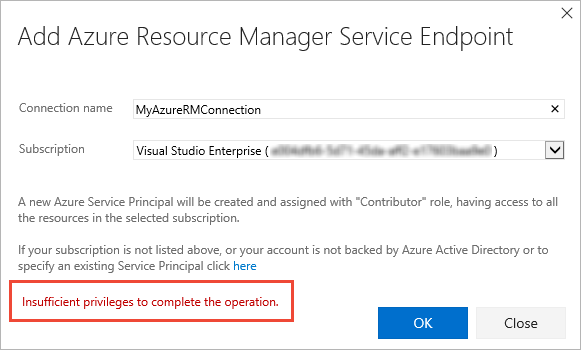 Add Azure Resource Manager Service Endpoint
Connection name
MyAzureRMConnection
Subscription
Visual Studio Enterprise ( )
A new Azure Service Principal will be created and assigned with "Contributor" role, having access to all
the resources in the selected subscription.
If your subscription is not listed above, or your account is not backed by Azure Active Directory or to
specify an existing Service Principal click here
Insufficient privileges to complete the operation.
OK
Close